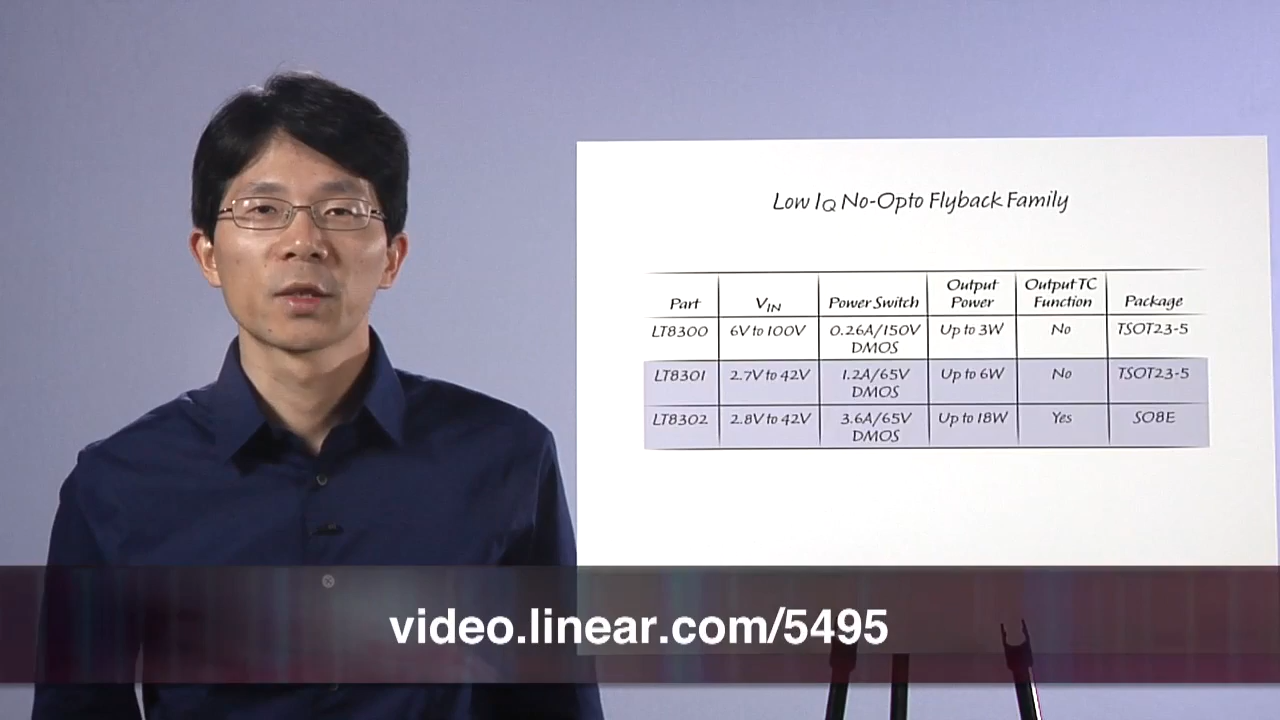 Low IQ No-Opto Flyback Family
Part VIN Power Switch Output Power Output TC Function Package
LT8300 6V to 100V 0.26A/150V DMOS Up to 3W No TSOT23-5
LT8301 2.7V to 42V 1.2A/65V DMOS Up to 6W No TSOT23-5
LT8302 2.8V to 42V 3.6A/65V DMOS Up to 18W Yes SO8E
video.linear.com/5495